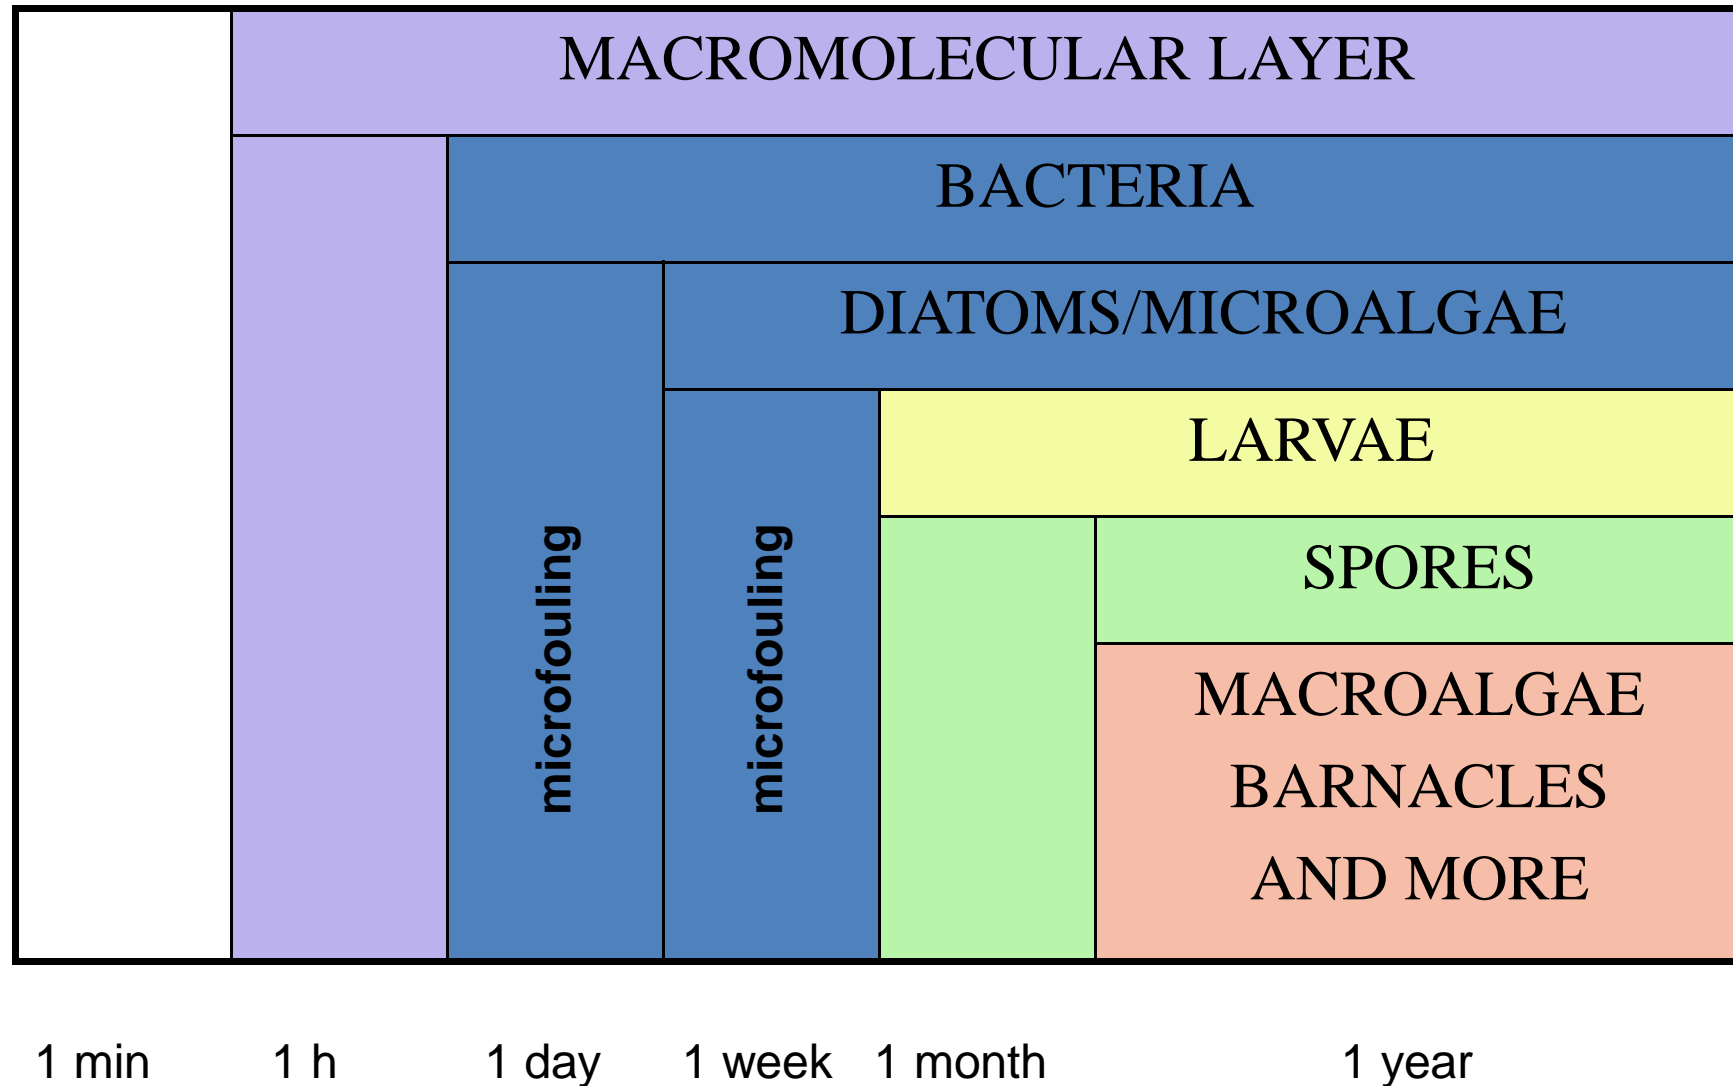 MACROMOLECULAR LAYER
BACTERIA
DIATOMS/MICROALGAE
LARVAE
SPORES
microfouling
microfouling
MACROALGAE
BARNACLES
AND MORE
1 min 1 h 1 day 1 week 1 month 1 year